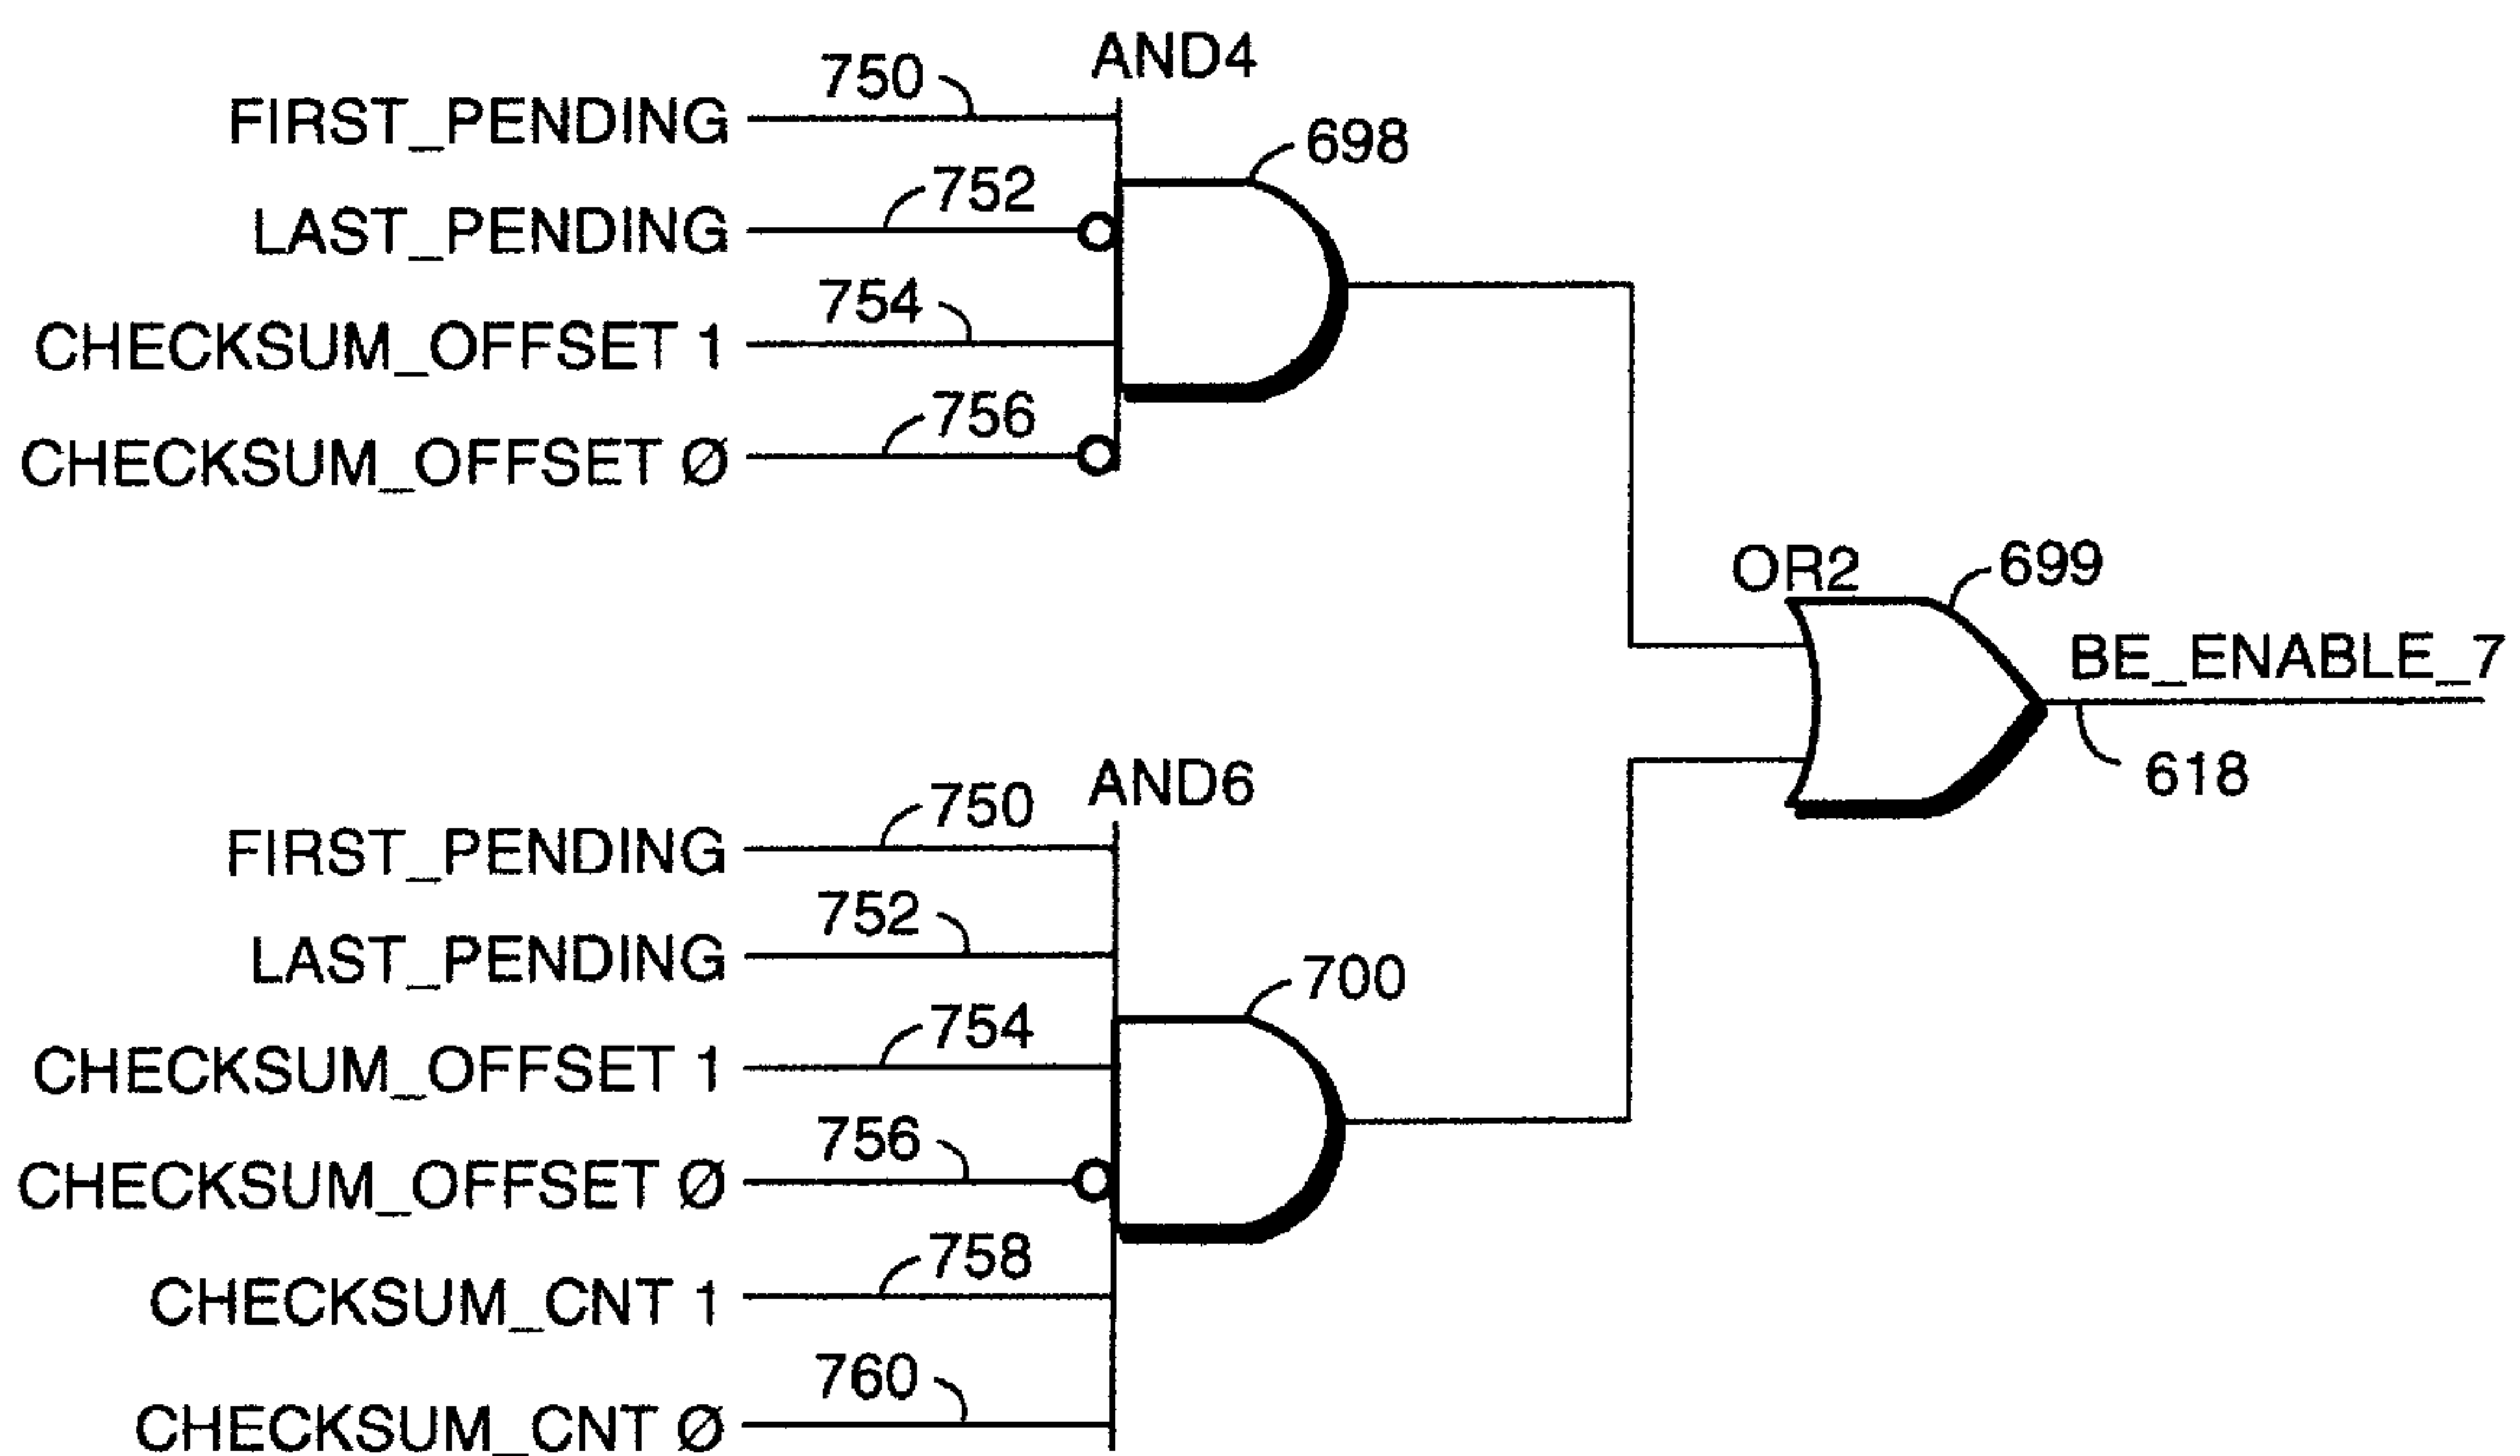 AND4
750
FIRST_PENDING
698
752
LAST_PENDING
754
CHECKSUM_OFFSET 1
756
CHECKSUM_OFFSET Ø
OR2
699
BE_ENABLE_7
618
AND6
750
FIRST_PENDING
752
LAST_PENDING
700
754
CHECKSUM_OFFSET 1
756
CHECKSUM_OFFSET Ø
758
CHECKSUM_CNT 1
760
CHECKSUM_CNT Ø